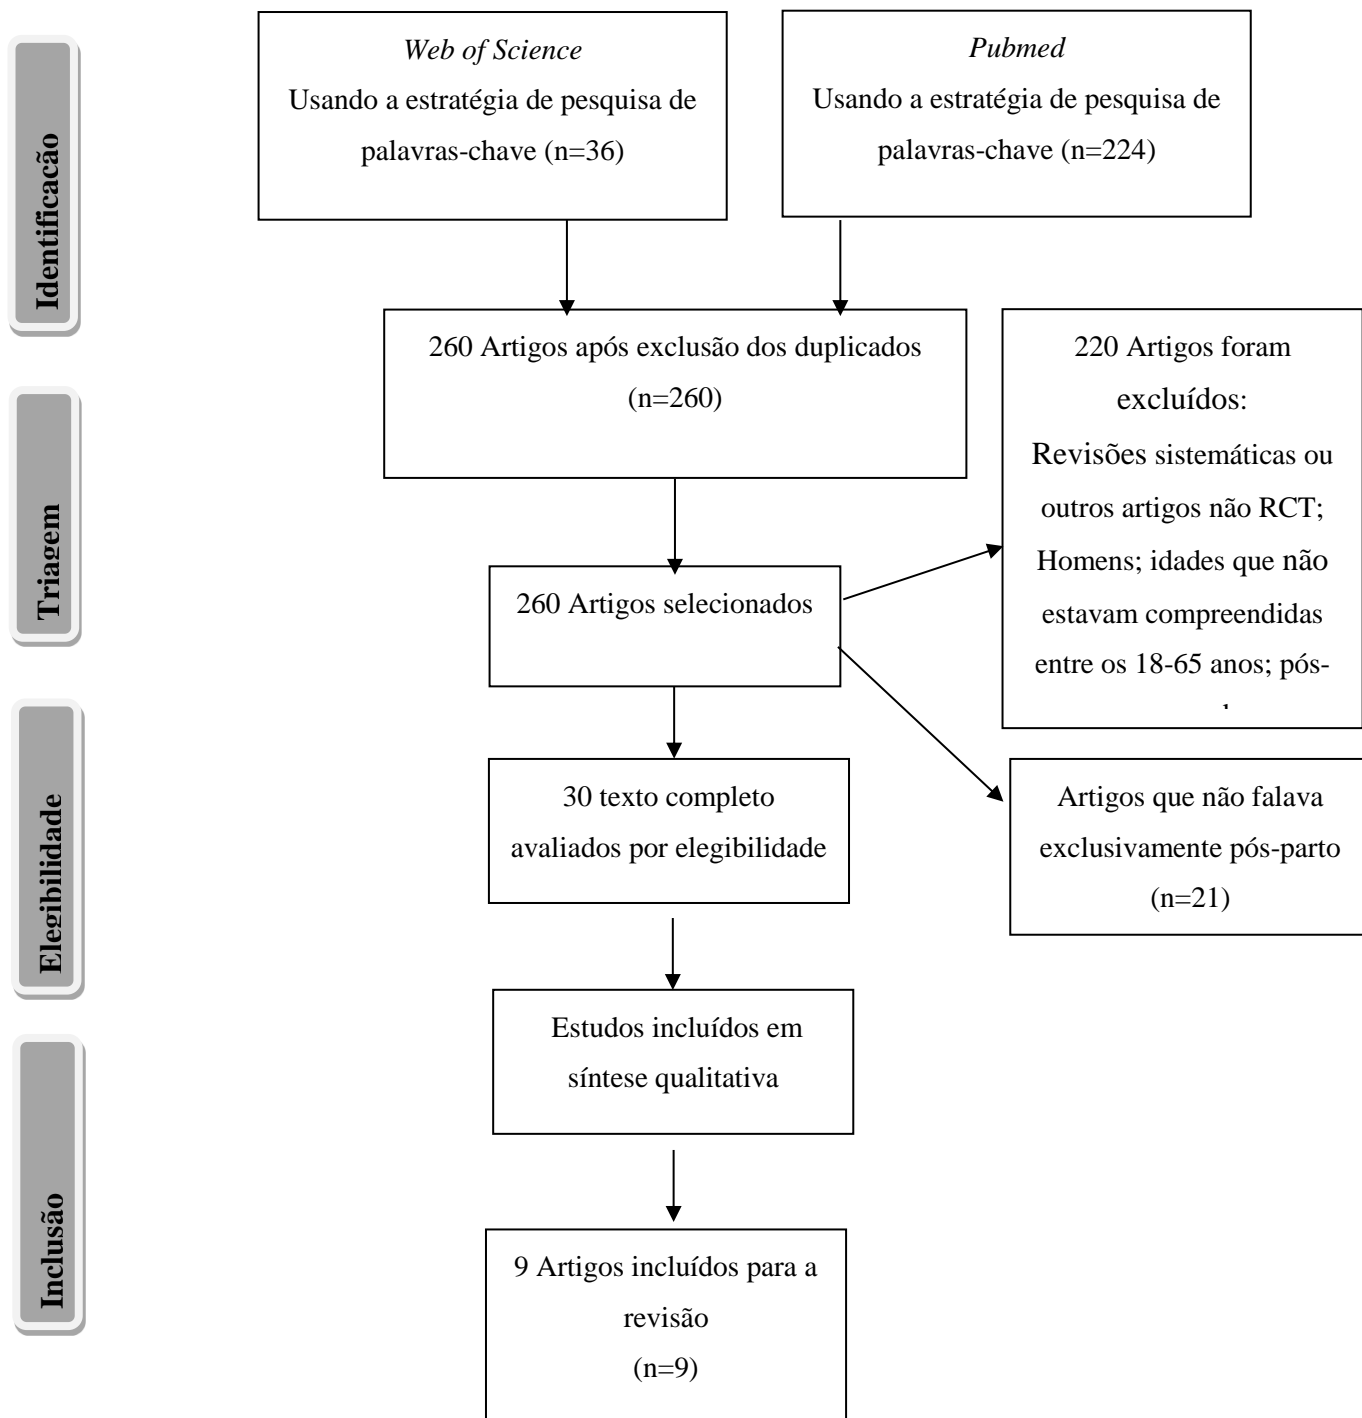 Identificação
Web of Science
Usando a estratégia de pesquisa de
palavras-chave (n=36)
Pubmed
Usando a estratégia de pesquisa de
palavras-chave (n=224)
260 Artigos após exclusão dos duplicados
(n=260)
220 Artigos foram
excluídos:
Revisões sistemáticas ou
outros artigos não RCT;
Homens; idades que não
estavam compreendidas
entre os 18-65 anos; pós-
Triagem
260 Artigos selecionados
Elegibilidade
30 texto completo
avaliados por elegibilidade
Artigos que não falava
exclusivamente pós-parto
(n=21)
Estudos incluídos em
síntese qualitativa
Inclusão
9 Artigos incluídos para a
revisão
(n=9)